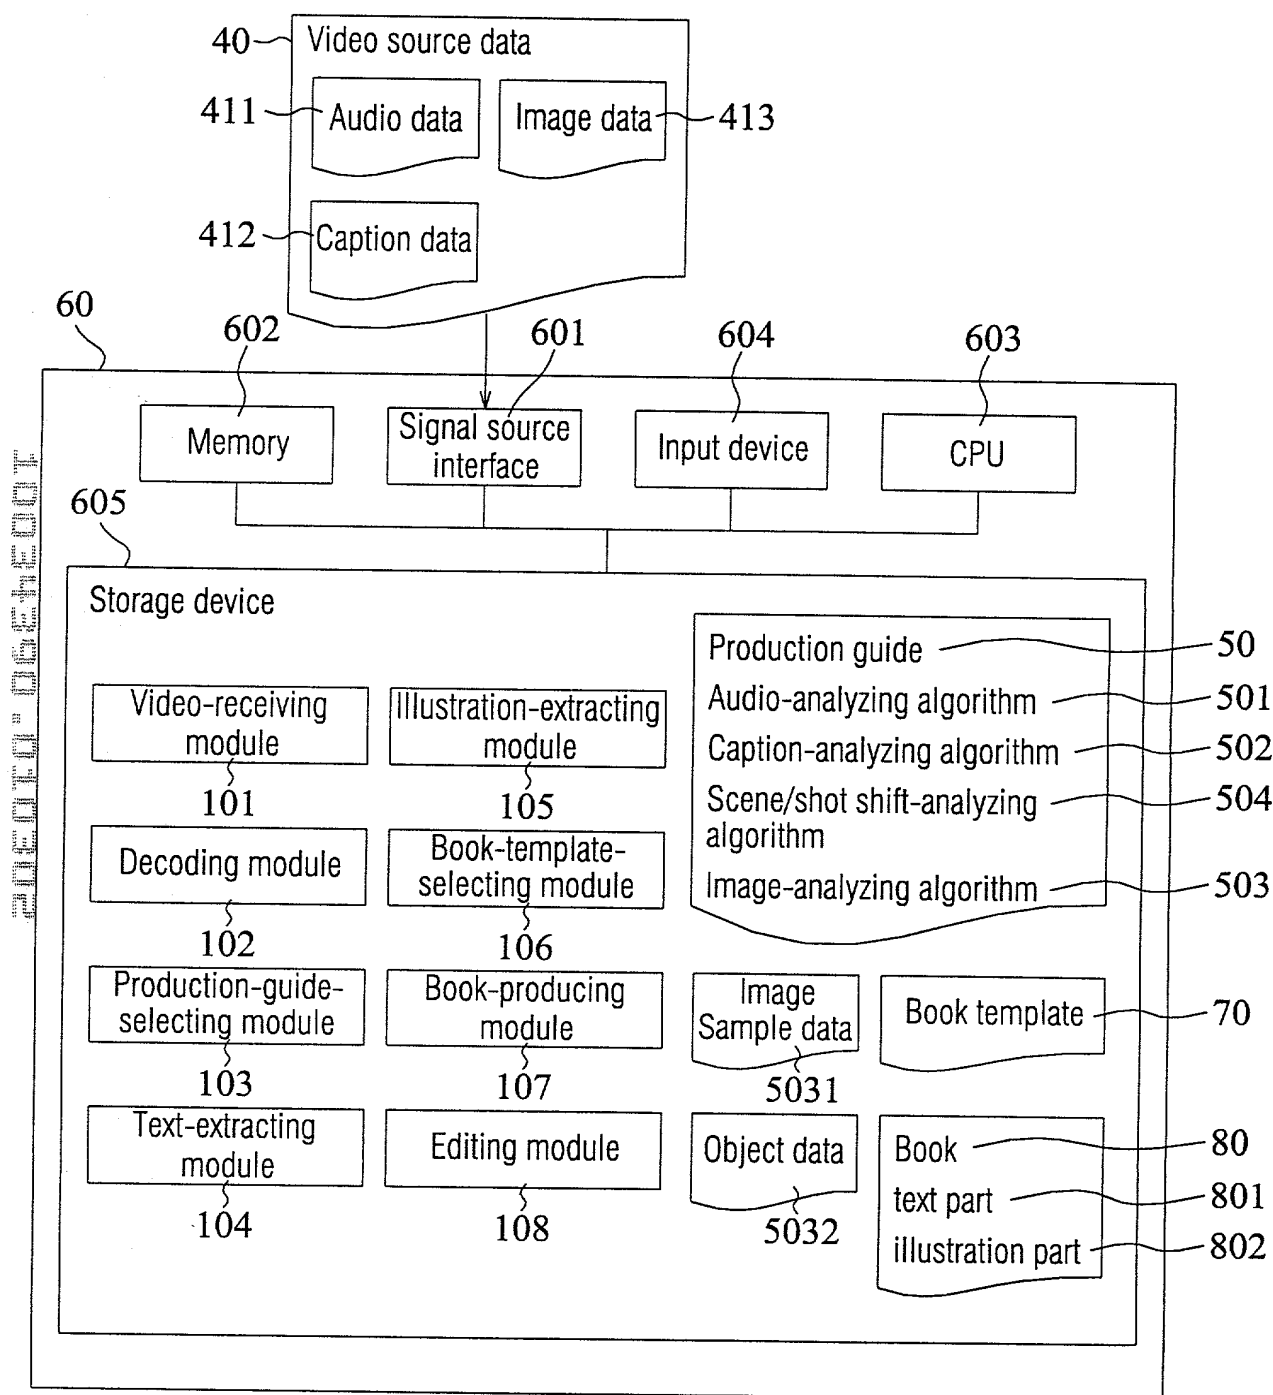 40
Video source data
411
Audio data
Image data
413
412
Caption data
60
602
601
604
603
Memory
Signal source
interface
Input device
CPU
605
Storage device
Production guide
50
Audio-analyzing algorithm
501
Caption-analyzing algorithm
502
Scene/shot shift-analyzing
algorithm
504
Image-analyzing algorithm
503
Video-receiving
module
101
Illustration-extracting
module
105
Decoding module
102
Book-template-
selecting module
106
Production-guide-
selecting module
103
Book-producing
module
107
Image
Sample data
5031
Book template
70
Text-extracting
module
104
Editing module
108
Object data
5032
Book
80
text part
801
illustration part
802